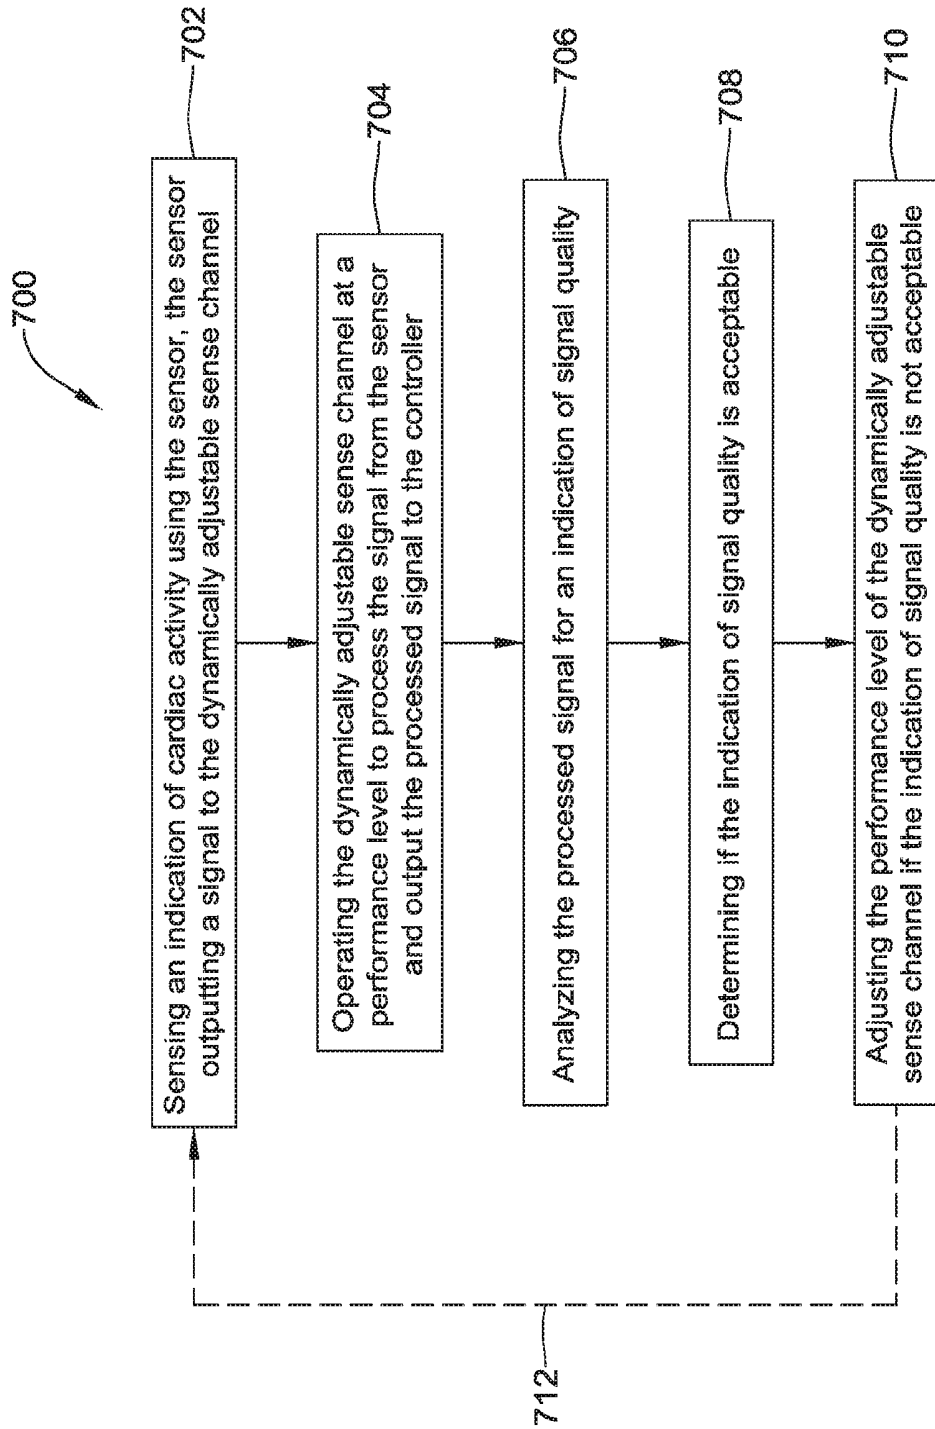 700
Sensing an indication of cardiac activity using the sensor, the sensor
outputting a signal to the dynamically adjustable sense channel
702
Operating the dynamically adjustable sense channel at a
performance level to process the signal from the sensor
and output the processed signal to the controller
704
Analyzing the processed signal for an indication of signal quality
706
Determining if the indication of signal quality is acceptable
708
Adjusting the performance level of the dynamically adjustable
sense channel if the indication of signal quality is not acceptable
710
712